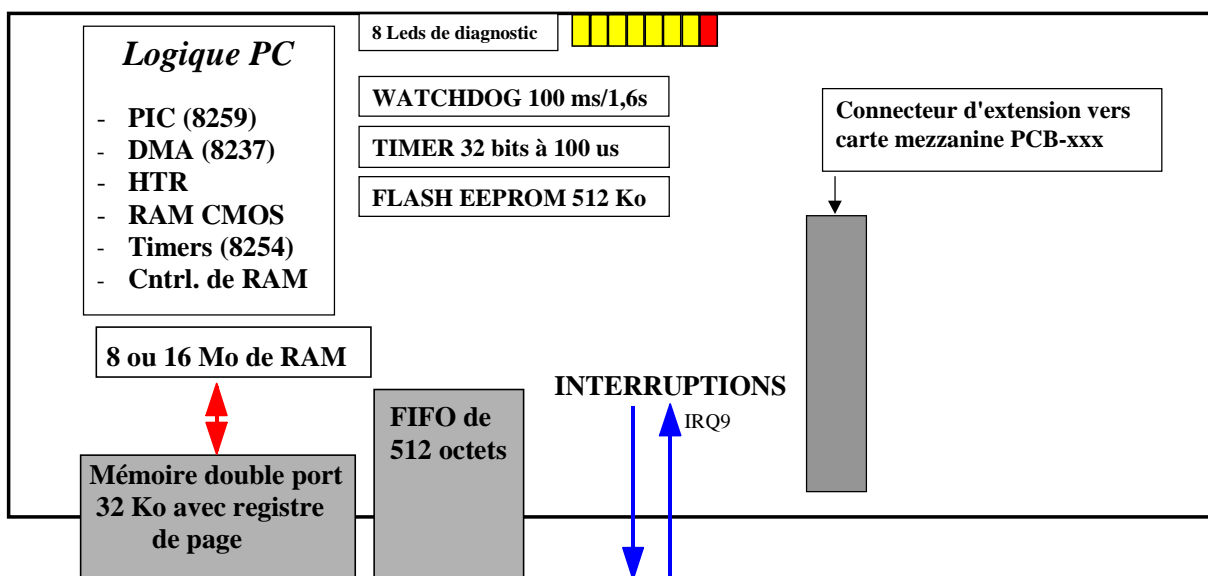 Logique PC
- PIC (8259)
- DMA (8237)
- HTR
- RAM CMOS
- Timers (8254)
- Cntrl. de RAM
8 Leds de diagnostic
WATCHDOG 100 ms/1,6s
TIMER 32 bits à 100 us
FLASH EEPROM 512 Ko
Connecteur d'extension vers
carte mezzanine PCB-xxx
8 ou 16 Mo de RAM
INTERRUPTIONS
IRQ9
FIFO de
512 octets
Mémoire double port
32 Ko avec registre
de page